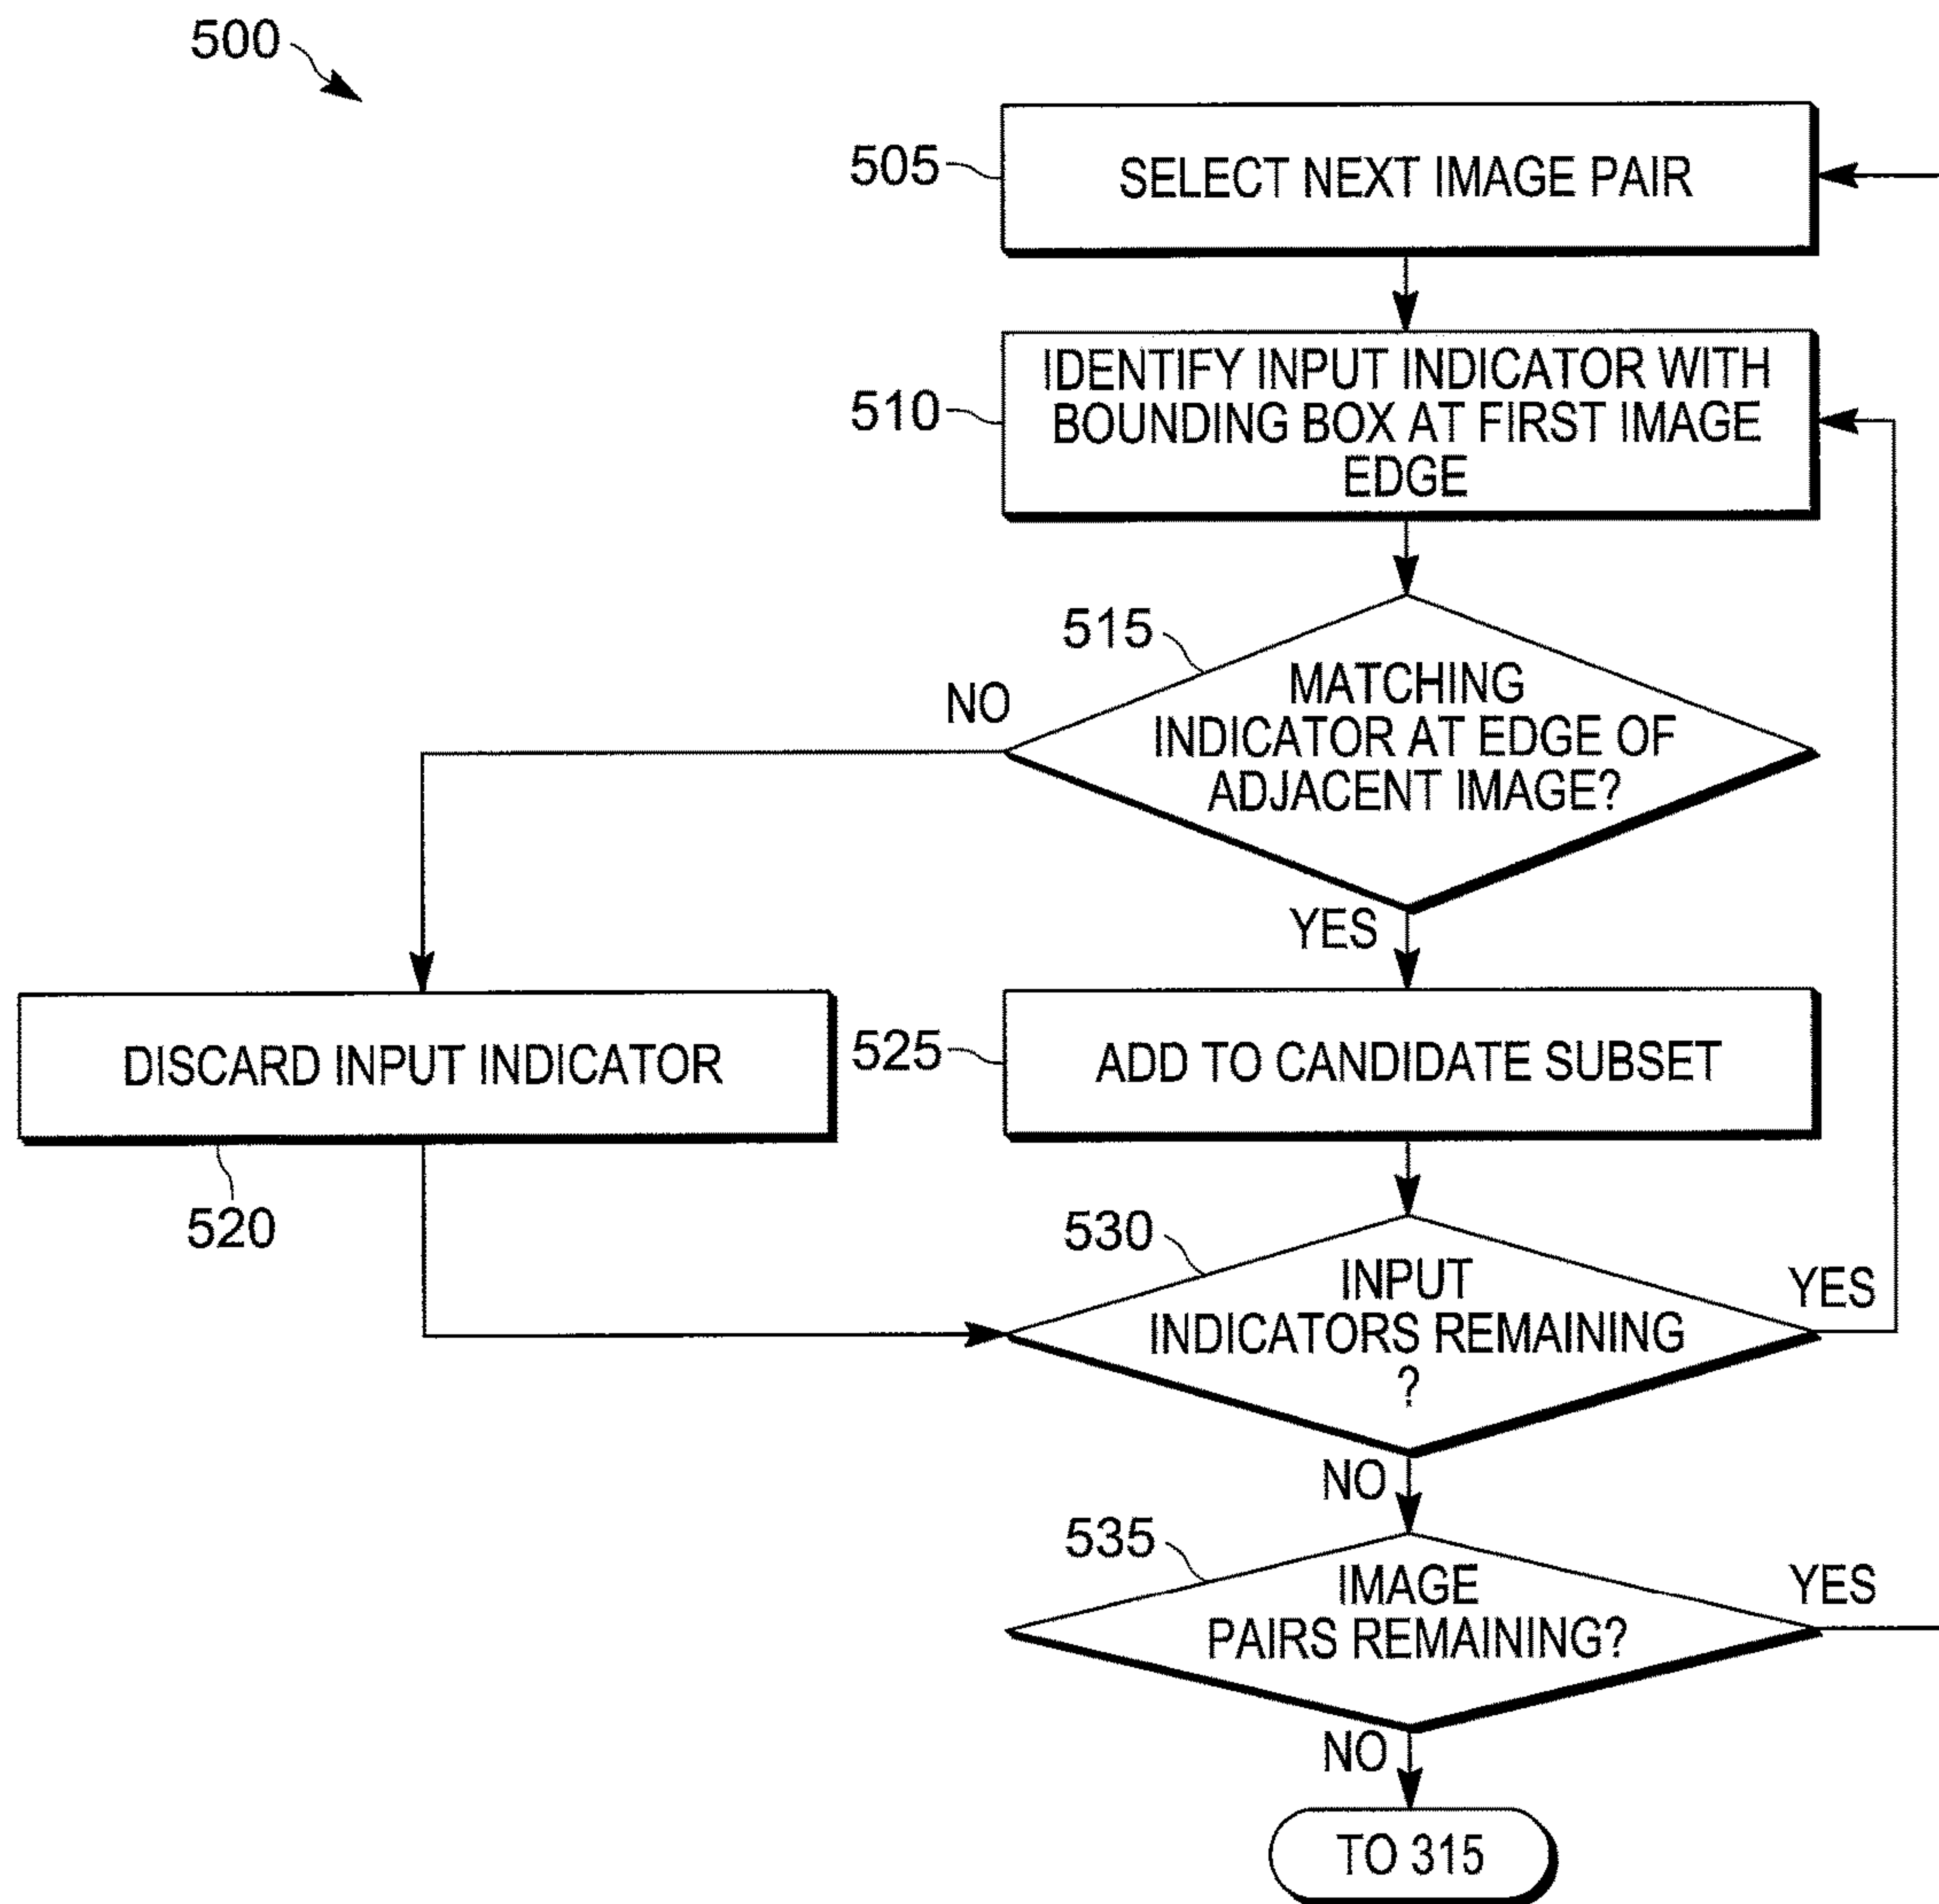 500
505
SELECT NEXT IMAGE PAIR
510
IDENTIFY INPUT INDICATOR WITH
BOUNDING BOX AT FIRST IMAGE
EDGE
515
MATCHING
INDICATOR AT EDGE OF
ADJACENT IMAGE?
NO
YES
DISCARD INPUT INDICATOR
520
525
ADD TO CANDIDATE SUBSET
530
INPUT
INDICATORS REMAINING
?
YES
NO
535
IMAGE
PAIRS REMAINING?
YES
NO
TO 315